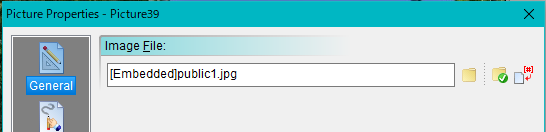 Picture Properties - Picture39
Image File:
[Embedded]public1.jpg
General
[#]